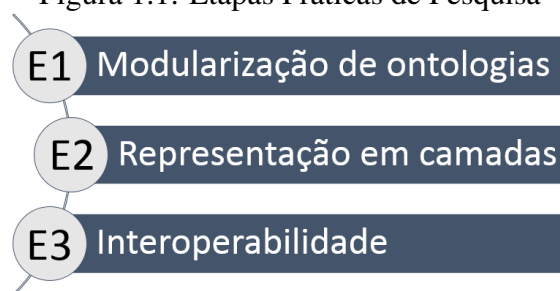 Figura 1.1: Etapas Práticas de Pesquisa
E1 Modularização de ontologias
E2 Representação em camadas
E3 Interoperabilidade